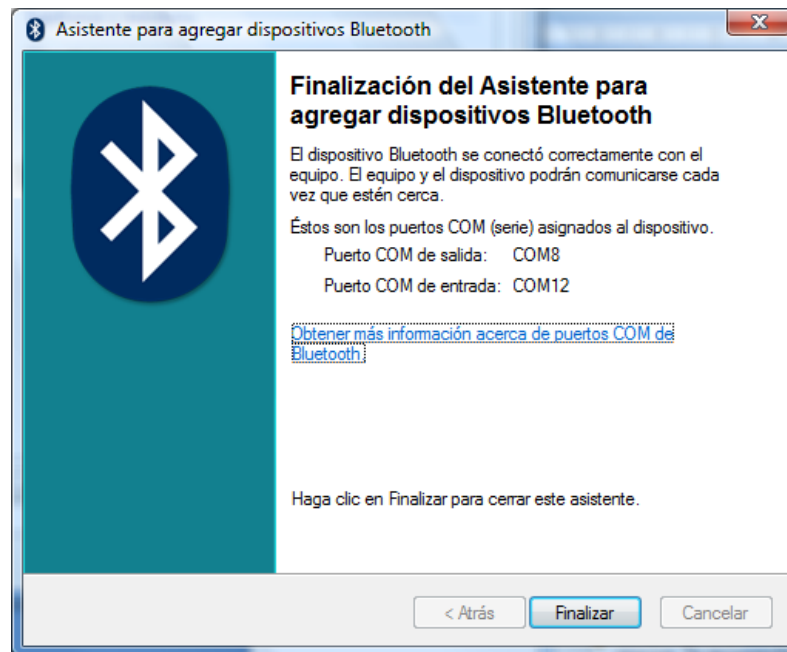 Asistente para agregar dispositivos Bluetooth
Finalización del Asistente para
agregar dispositivos Bluetooth
El dispositivo Bluetooth se conectó correctamente con el
equipo. El equipo y el dispositivo podrán comunicarse cada
vez que estén cerca.
Éstos son los puertos COM (serie) asignados al dispositivo.
Puerto COM de salida: COM8
Puerto COM de entrada: COM12
Obtener más información acerca de puertos COM de
Bluetooth.
Haga clic en Finalizar para cerrar este asistente.
< Atrás Finalizar Cancelar